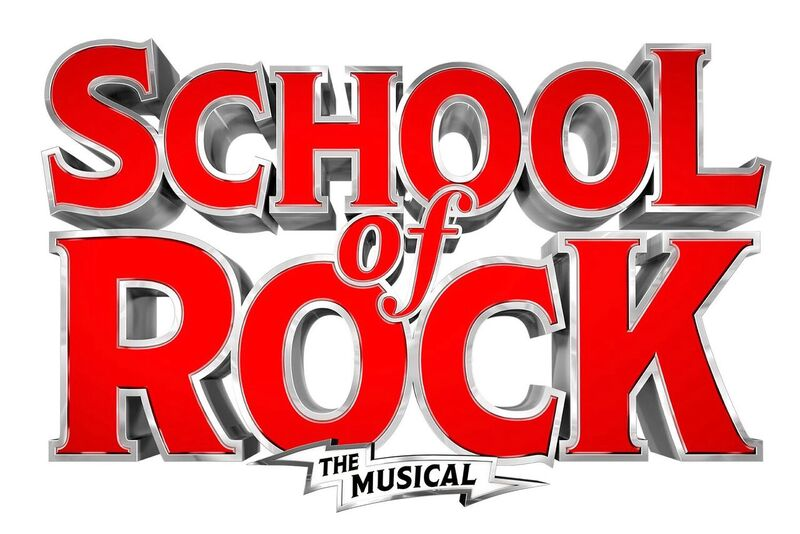 SCHOOL
of
ROCK
THE
MUSICAL